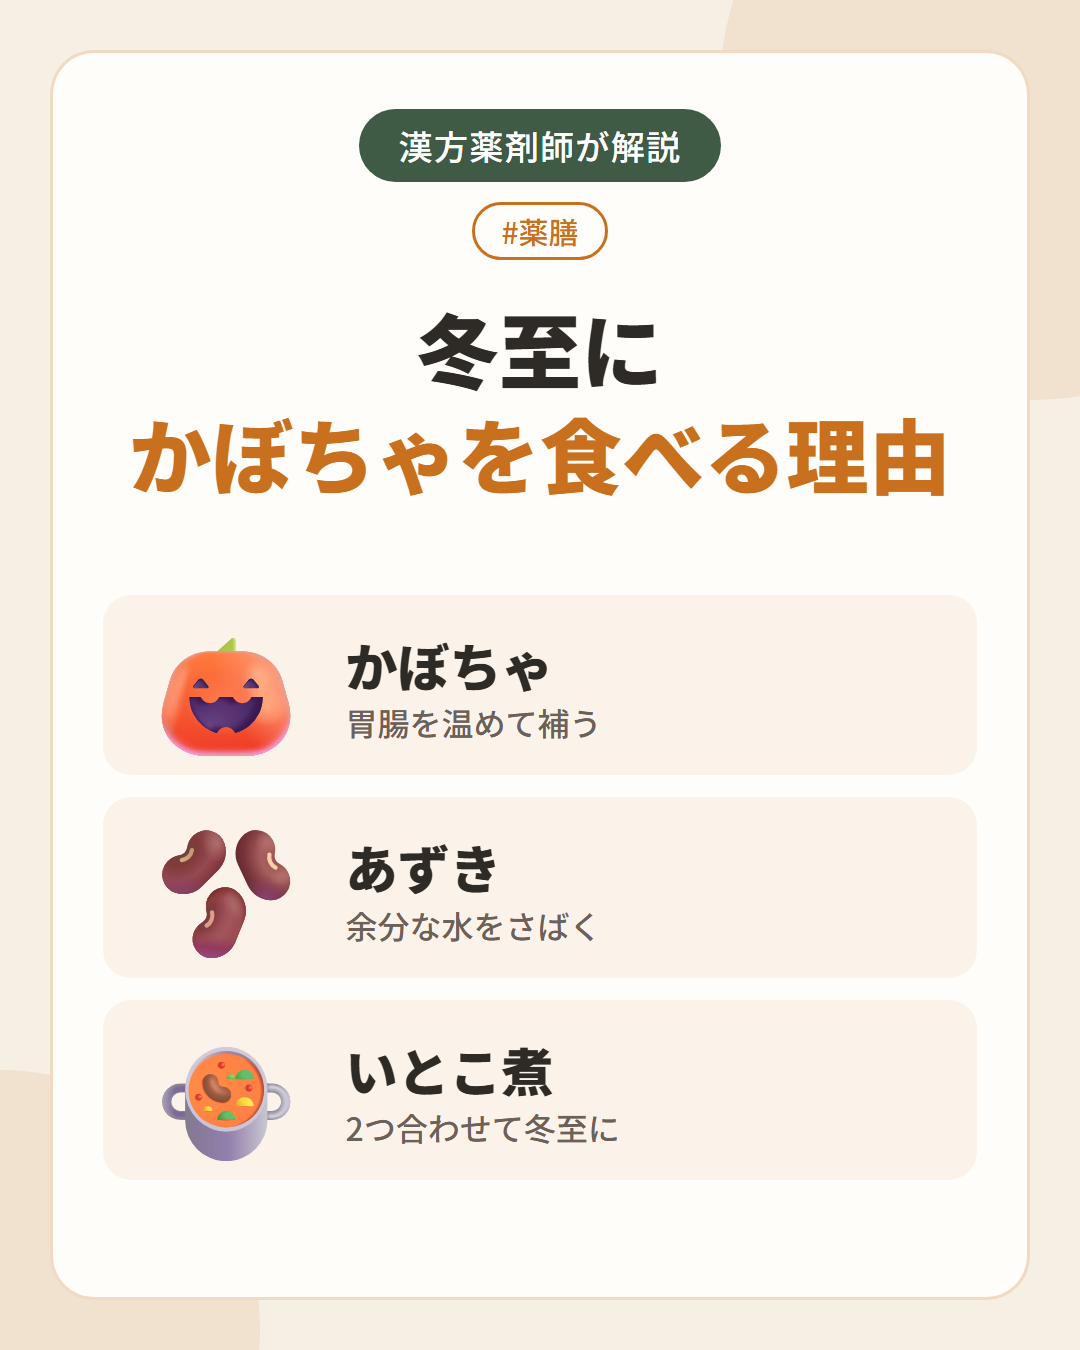 漢方薬剤師が解説
#薬膳
冬至に
かぼちゃを食べる理由
かぼちゃ
胃腸を温めて補う
あずき
余分な水をさばく
いとこ煮
2つ合わせて冬至に